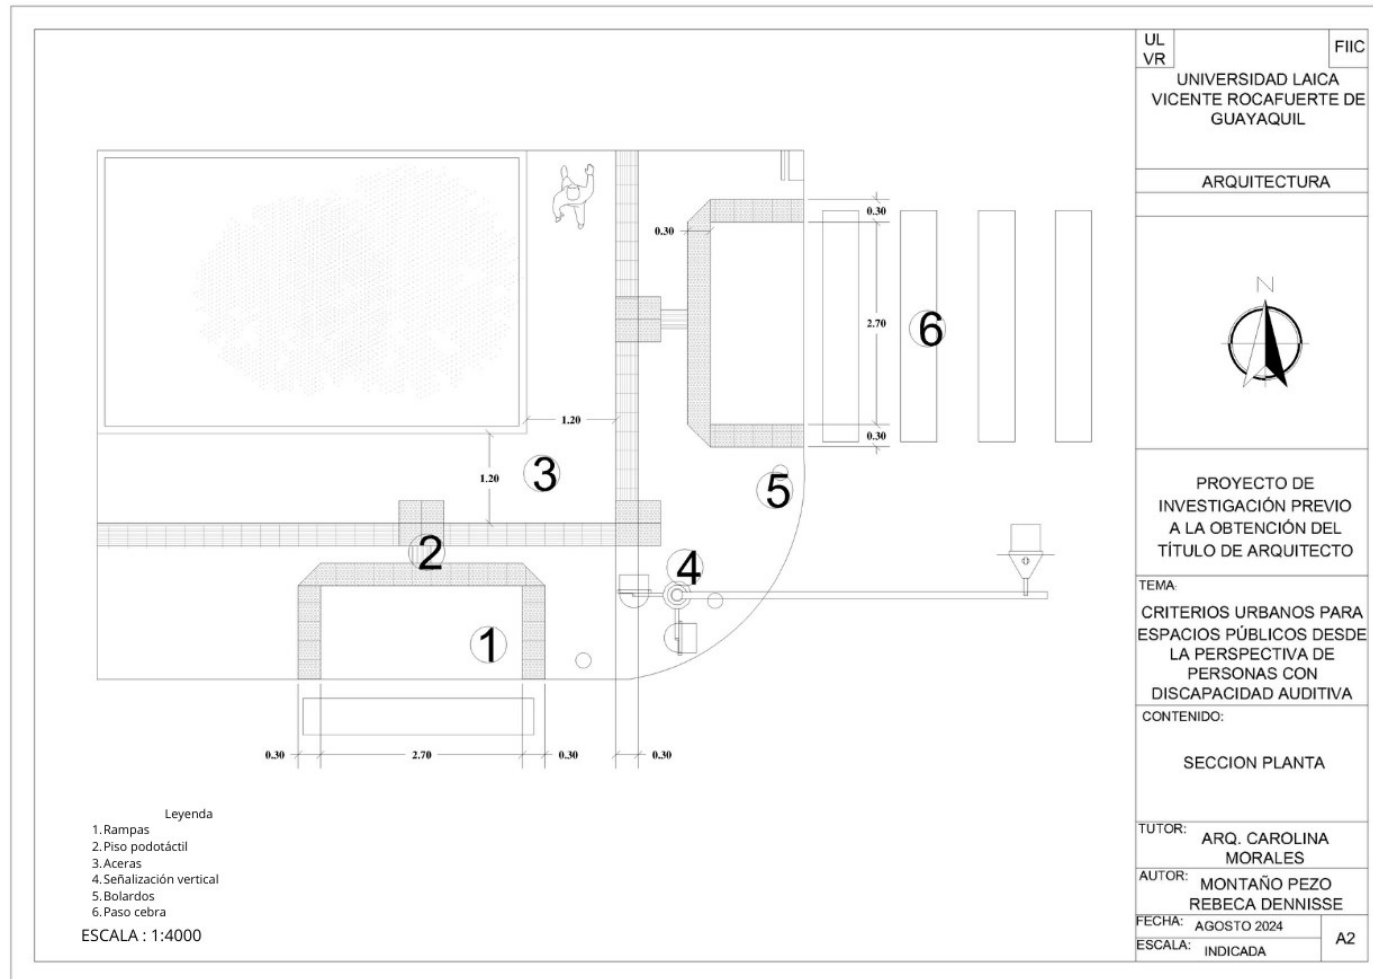 UL
VR
FIIC
UNIVERSIDAD LAICA
VICENTE ROCAFUERTE DE
GUAYAQUIL
ARQUITECTURA
N
PROYECTO DE
INVESTIGACIÓN PREVIO
A LA OBTENCIÓN DEL
TÍTULO DE ARQUITECTO
TEMA:
CRITERIOS URBANOS PARA
ESPACIOS PÚBLICOS DESDE
LA PERSPECTIVA DE
PERSONAS CON
DISCAPACIDAD AUDITIVA
CONTENIDO:
SECCION PLANTA
TUTOR: ARQ. CAROLINA
MORALES
AUTOR: MONTAÑO PEZO
REBECA DENNISSE
FECHA: AGOSTO 2024
ESCALA: INDICADA
A2
0.30
0.30
2.70
6
0.30
1.20
3
1.20
5
2
4
1
0.30 2.70 0.30 0.30
Leyenda
1. Rampas
2. Piso podotáctil
3. Aceras
4. Señalización vertical
5. Bolardos
6. Paso cebra
ESCALA : 1:4000